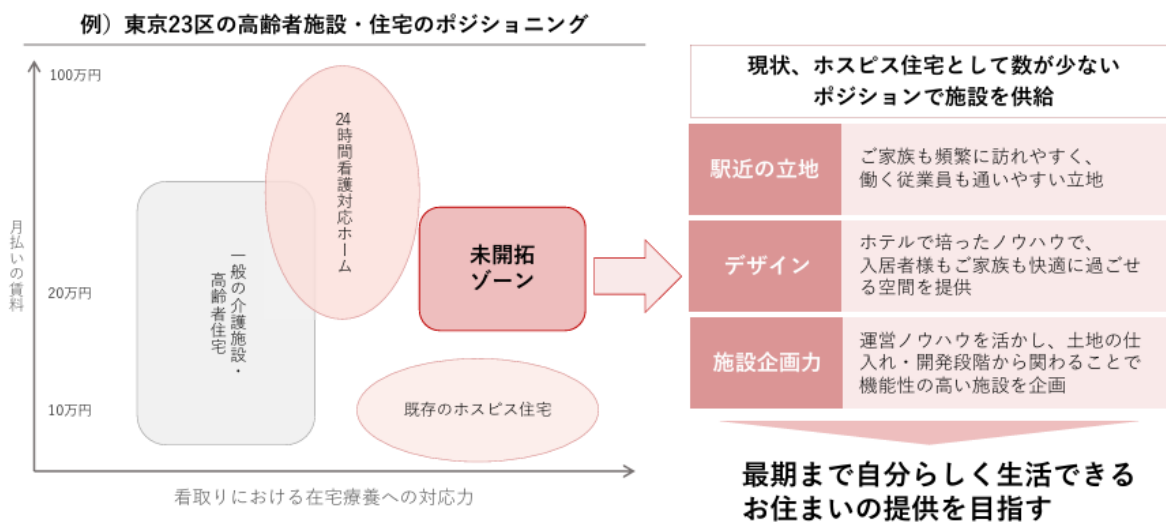 例）東京23区の高齢者施設・住宅のポジショニング
100万円
20万円
10万円
月払いの賃料
24時間看護対応ホーム
一般の介護施設・
高齢者住宅
未開拓
ゾーン
既存のホスピス住宅
看取りにおける在宅療養への対応力
現状、ホスピス住宅として数が少ない
ポジションで施設を供給
駅近の立地
ご家族も頻繁に訪れやすく、
働く従業員も通いやすい立地
デザイン
ホテルで培ったノウハウで、
入居者様もご家族も快適に過ごせ
る空間を提供
施設企画力
運営ノウハウを活かし、土地の仕
入れ・開発段階から関わることで
機能性の高い施設を企画
最期まで自分らしく生活できる
お住まいの提供を目指す